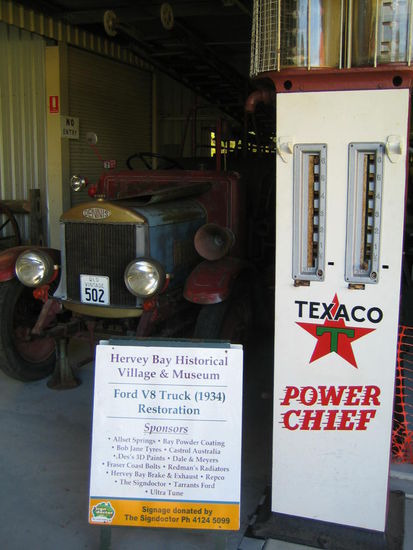 NO
ENTRY
DENNIS
QLD
VINTAGE
502
Hervey Bay Historical
Village & Museum
Ford V8 Truck (1934)
Restoration
Sponsors
• Allset Springs • Bay Powder Coating
• Bob Jane Tyres • Castrol Australia
• Des's 3D Paints • Dale & Meyers
• Fraser Coast Bolts • Redman's Radiators
• Hervey Bay Brake & Exhaust • Repco
• The Signdoctor • Tarrants Ford
• Ultra Tune
Signage donated by
The Signdoctor Ph 4124 5099
TEXACO
T
POWER
CHIEF